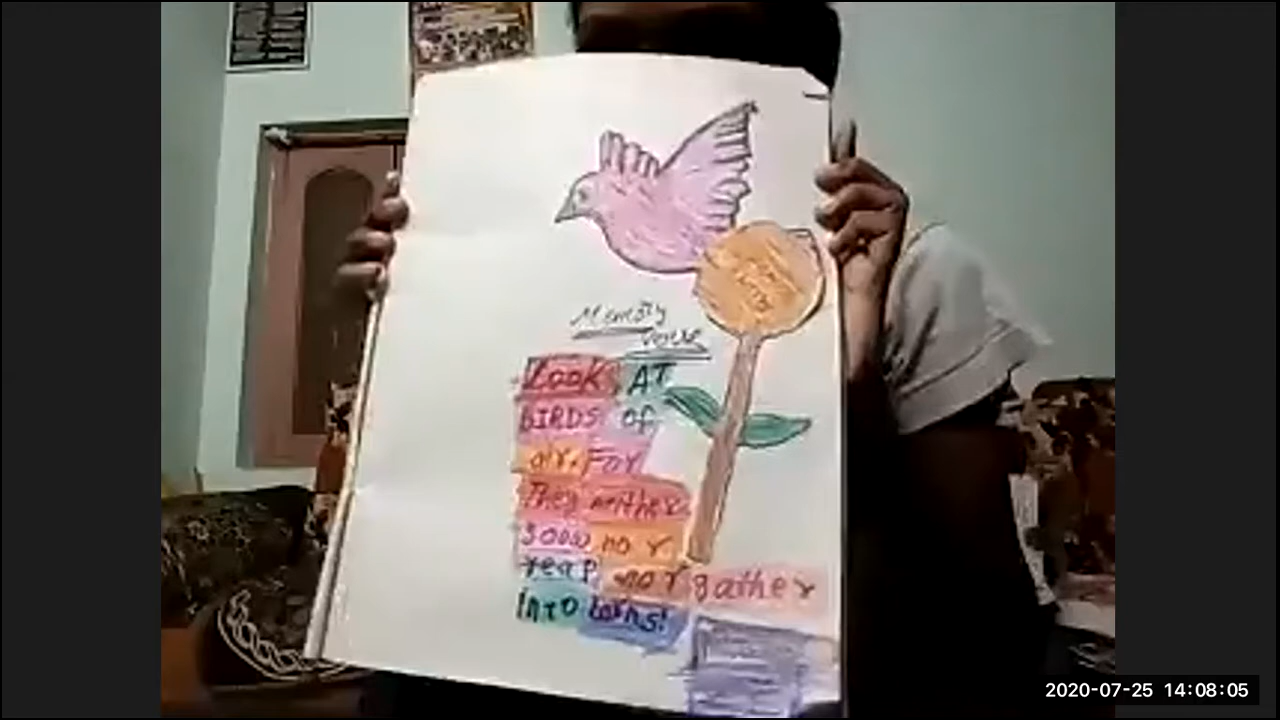 Memory
verse
Look AT
BIRDS of
air. For
They neither
soow nor
reap nor gather
into barns!
2020-07-25 14:08:05